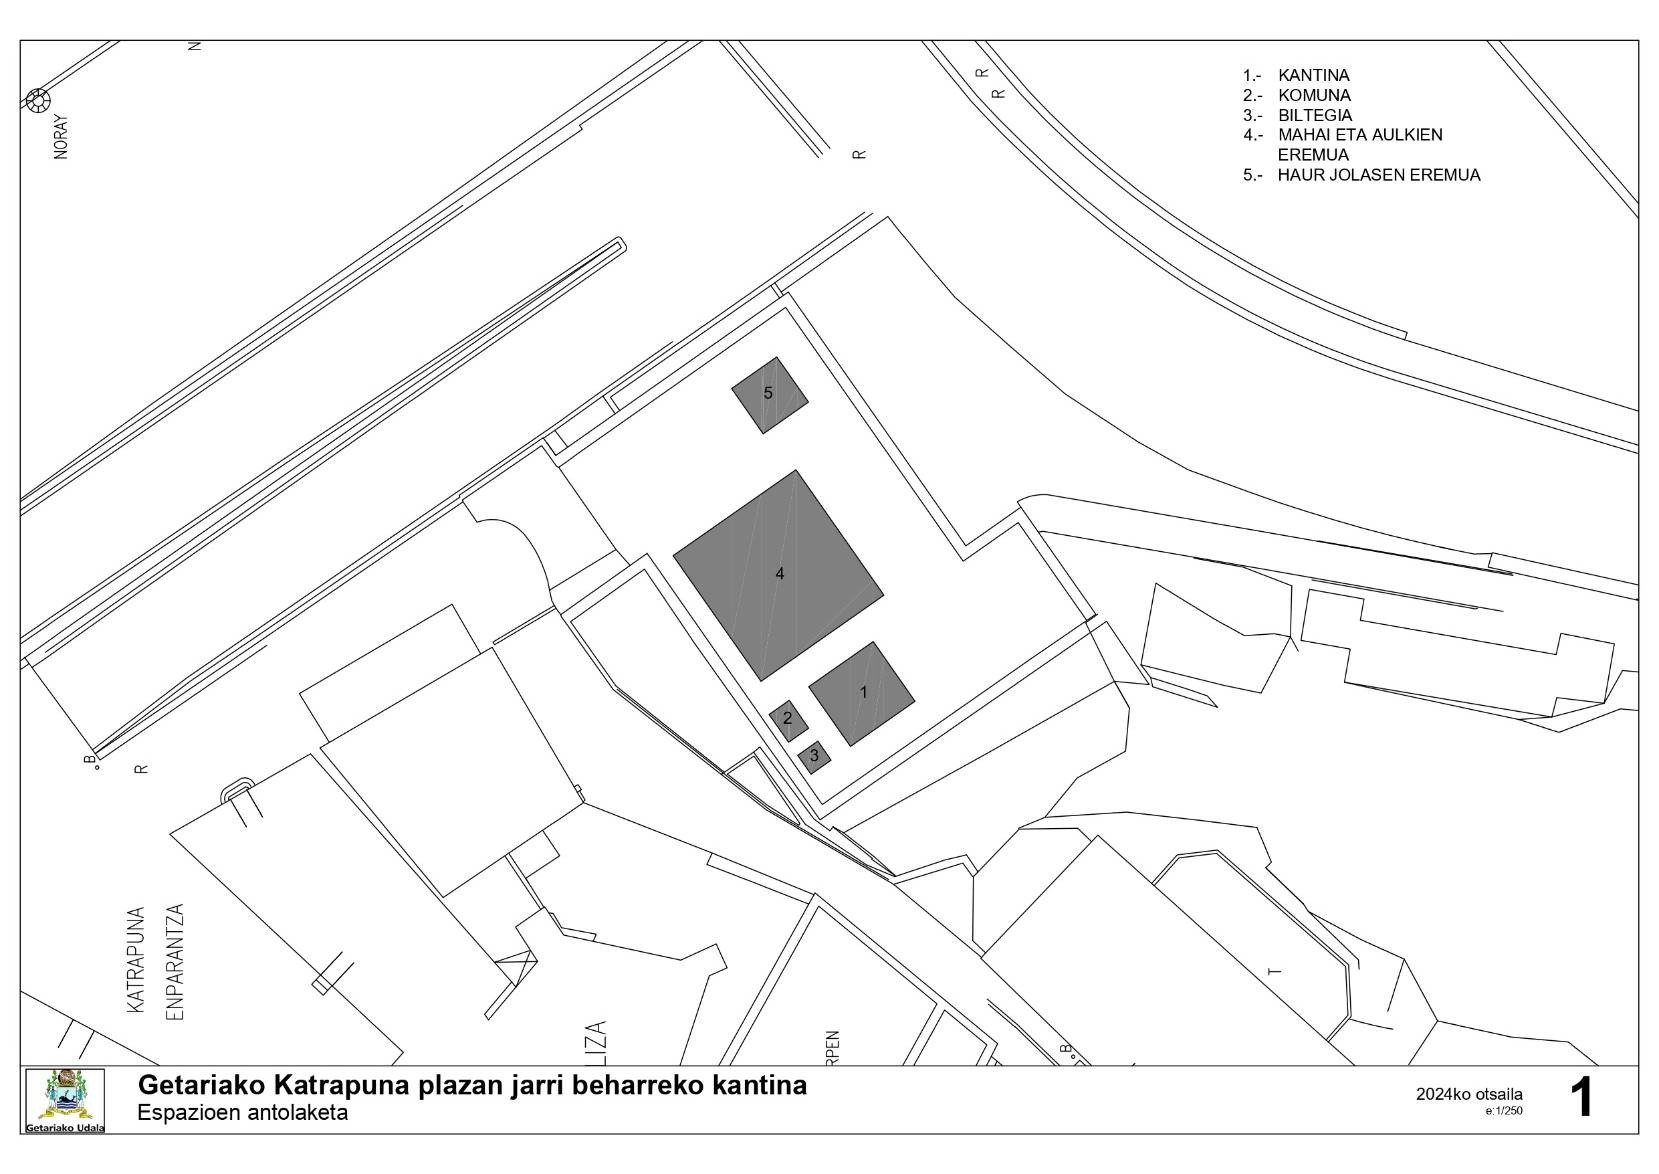 N
NORAY
R
R
R
1.- KANTINA
2.- KOMUNA
3.- BILTEGIA
4.- MAHAI ETA AULKIEN
EREMUA
5.- HAUR JOLASEN EREMUA
5
4
1
2
3
B
R
KATRAPUNA
ENPARANTZA
LIZA
RPEN
B
T
Getariako Udala
Getariako Katrapuna plazan jarri beharreko kantina
Espazioen antolaketa
2024ko otsaila
e:1/250
1